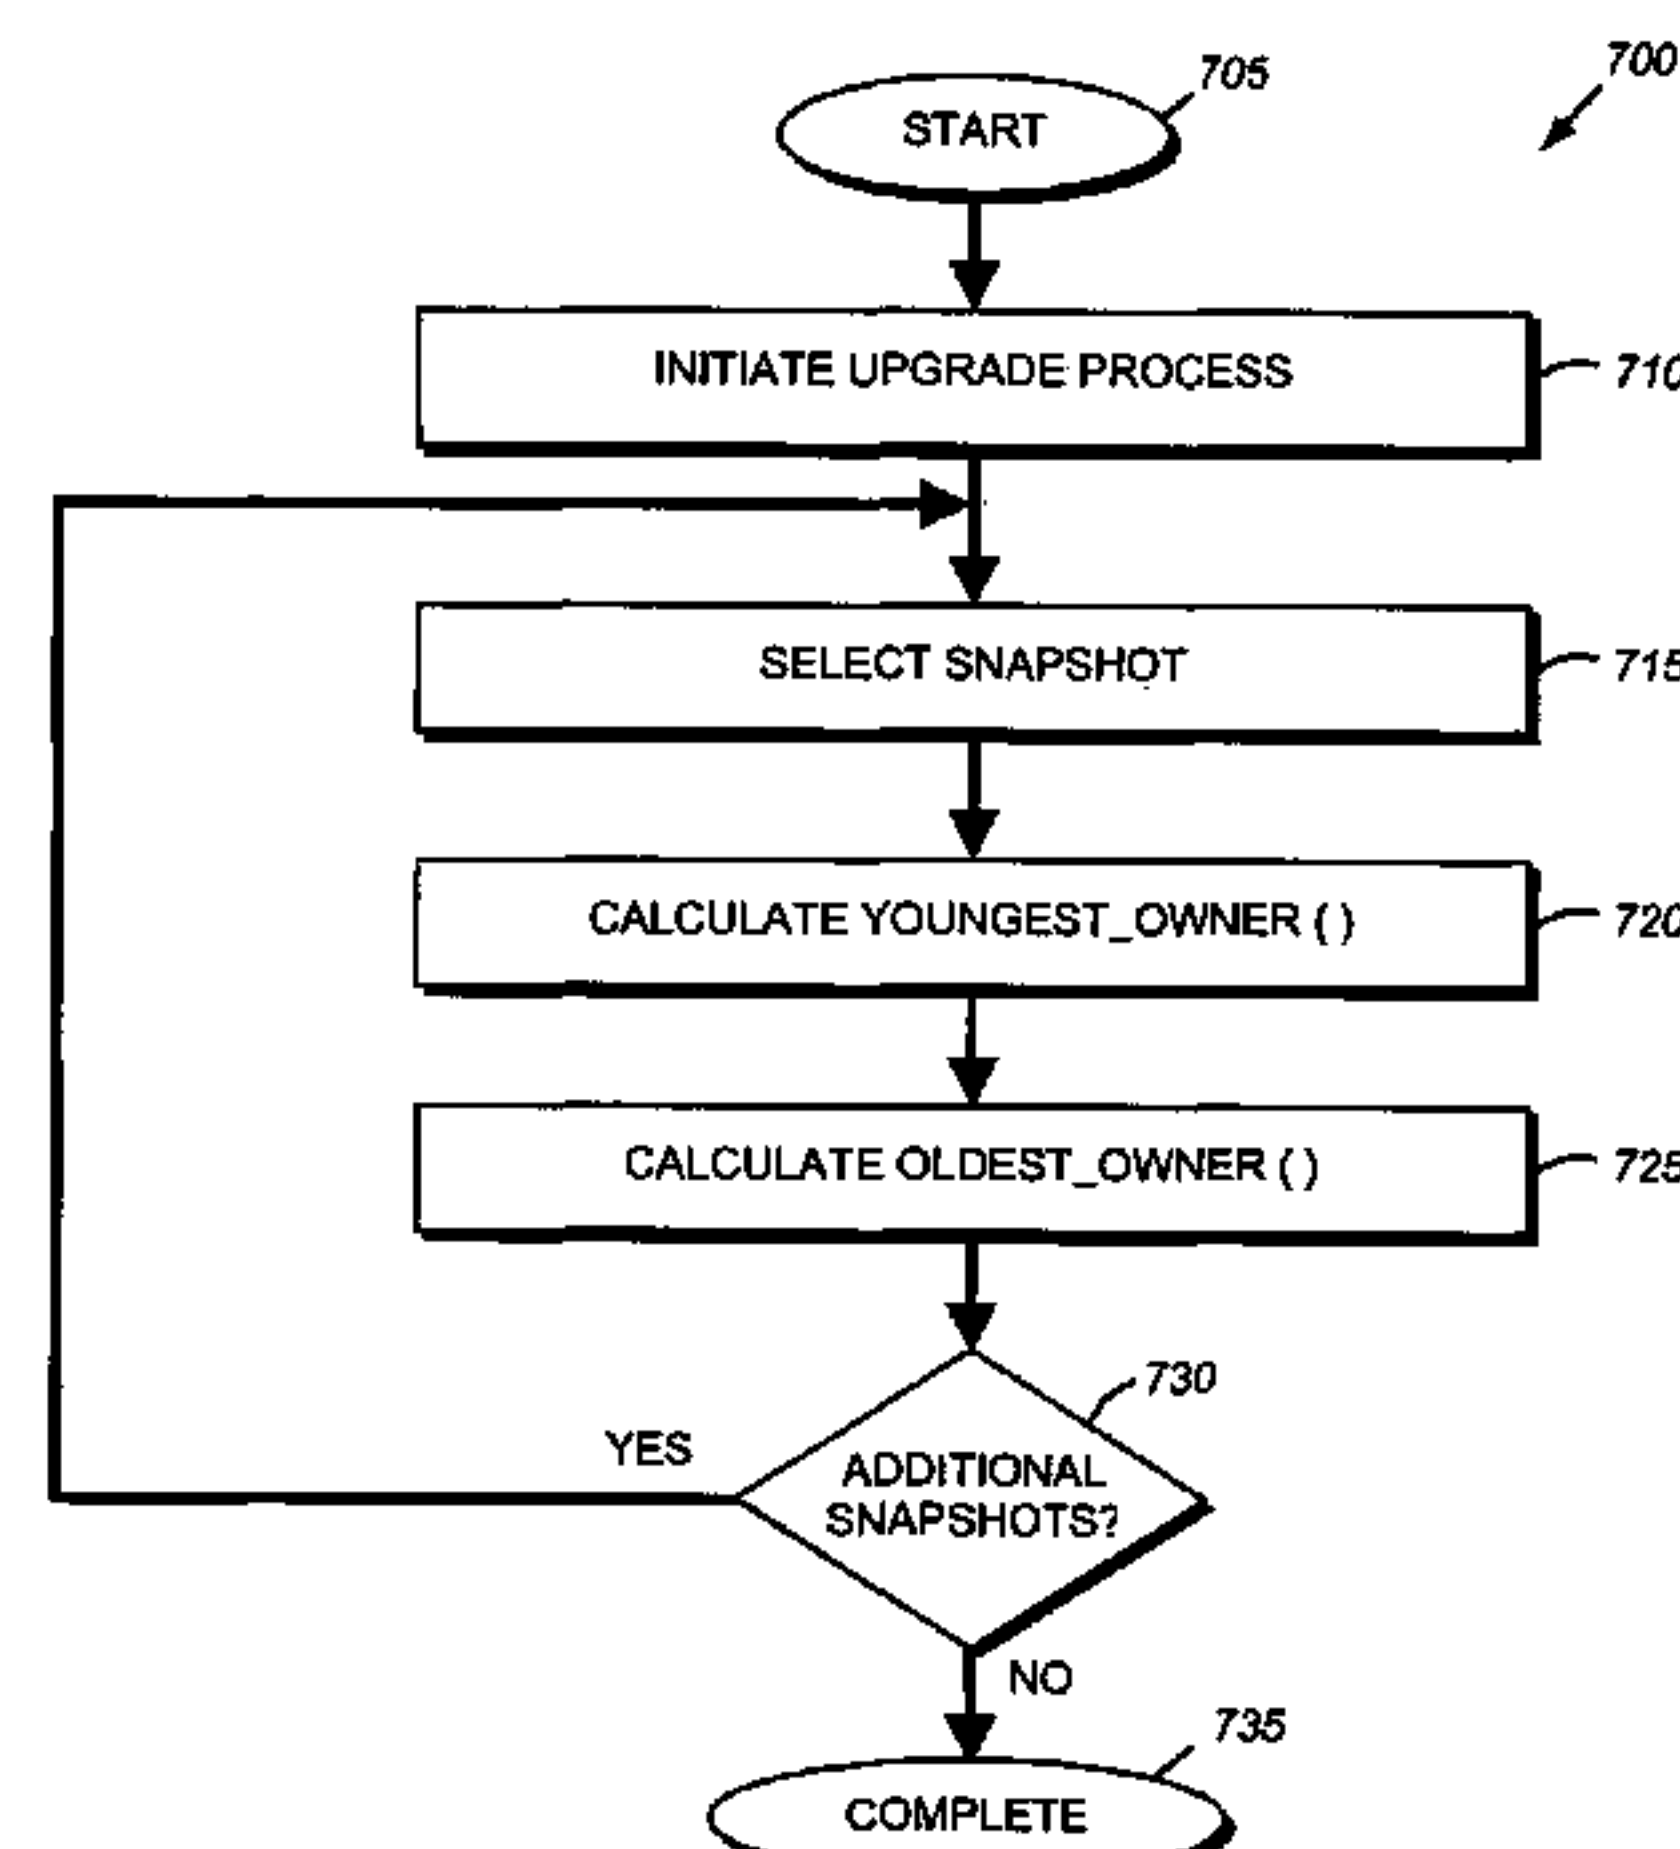 700
705
START
INITIATE UPGRADE PROCESS
710
SELECT SNAPSHOT
715
CALCULATE YOUNGEST_OWNER ( )
720
CALCULATE OLDEST_OWNER ( )
725
730
YES
ADDITIONAL
SNAPSHOTS?
NO
735
COMPLETE